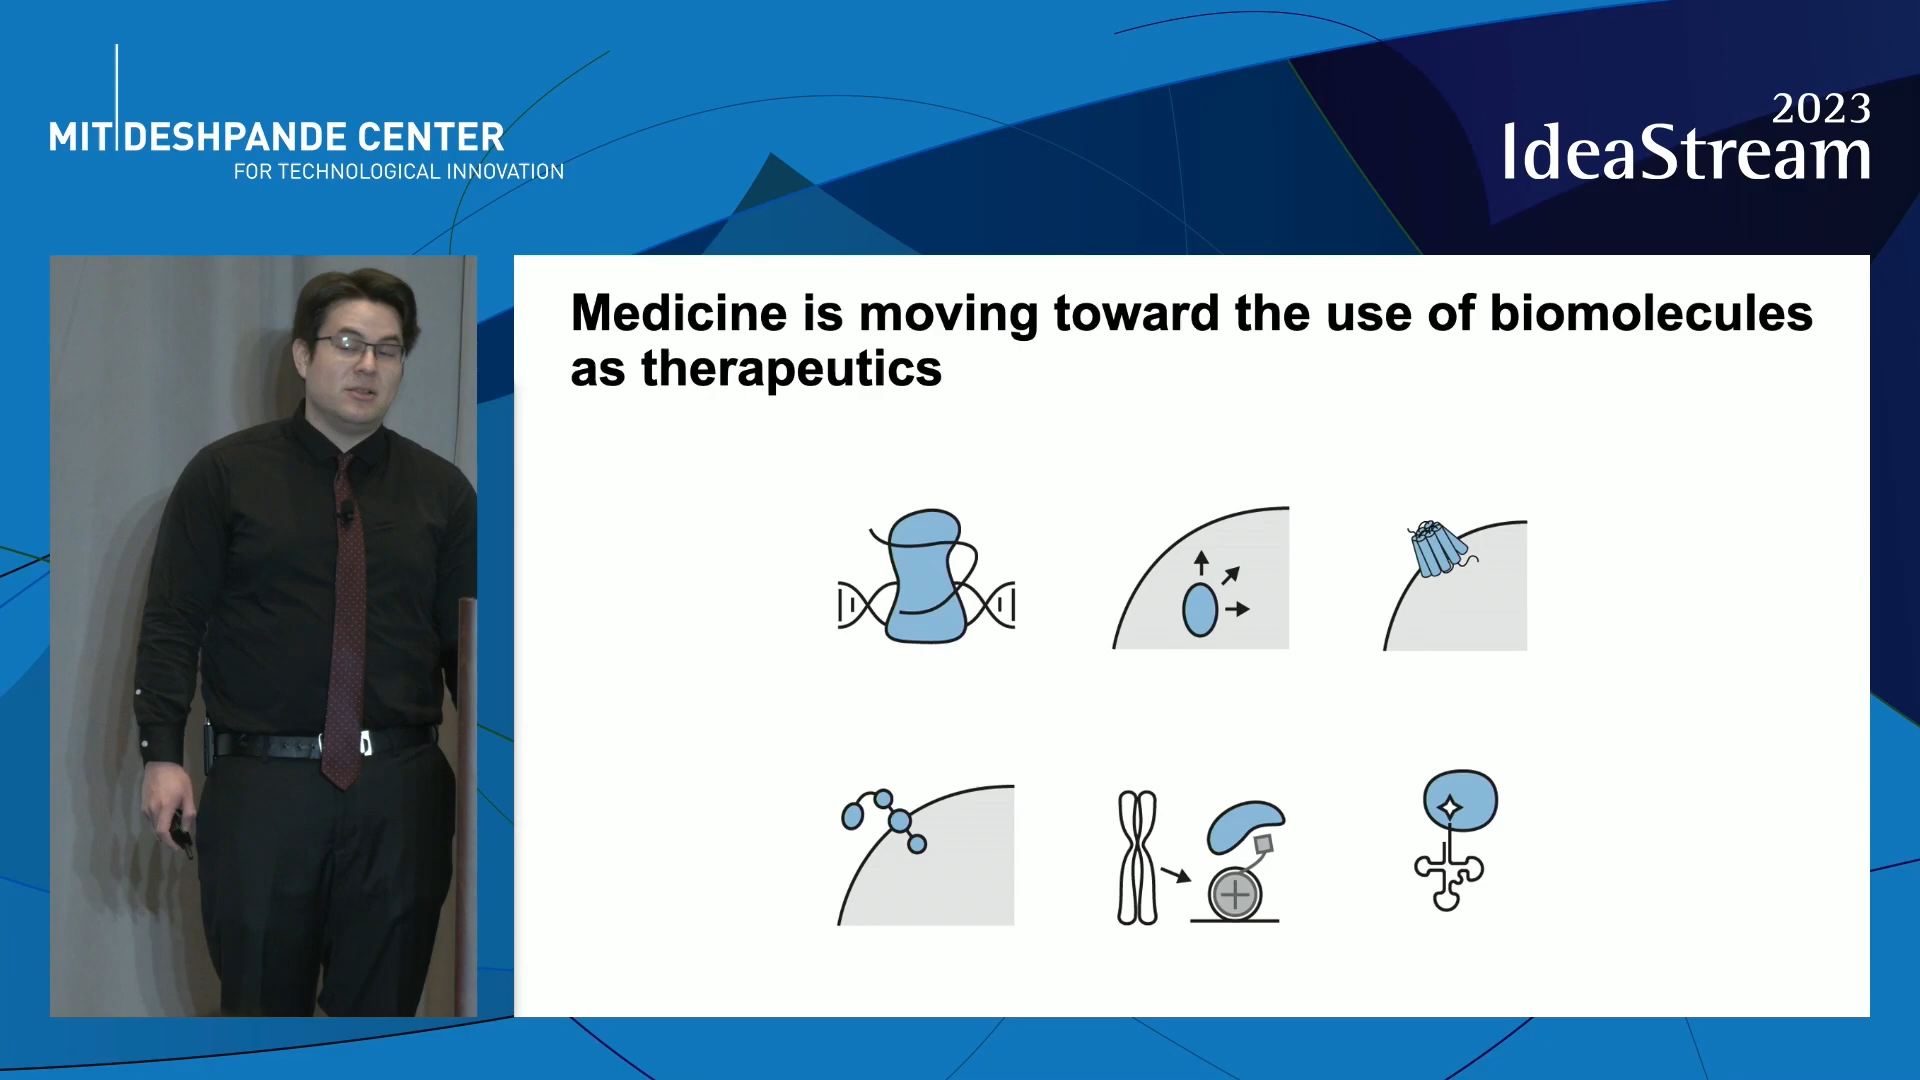 MIT DESHPANDE CENTER
FOR TECHNOLOGICAL INNOVATION
2023
IdeaStream
Medicine is moving toward the use of biomolecules
as therapeutics